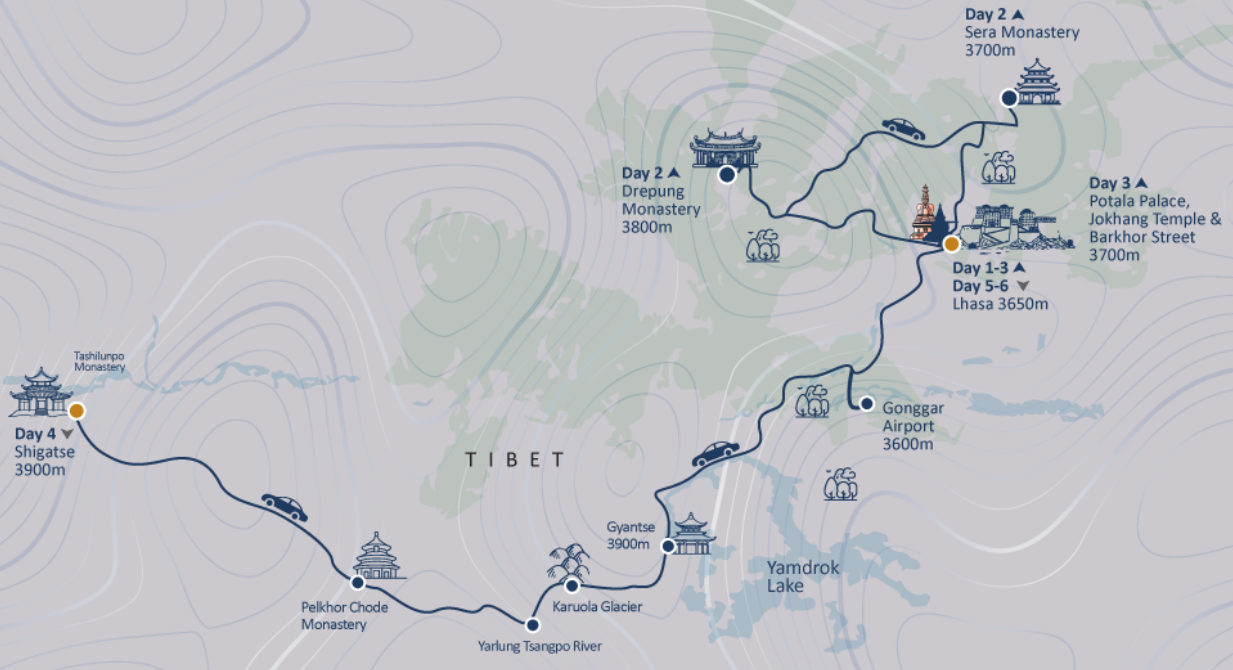 Day 2 ▲
Sera Monastery
3700m
Day 2 ▲
Drepung
Monastery
3800m
Day 3 ▲
Potala Palace,
Jokhang Temple &
Barkhor Street
3700m
Day 1-3 ▲
Day 5-6 ▼
Lhasa 3650m
Tashilunpo
Monastery
Day 4 ▼
Shigatse
3900m
Gonggar
Airport
3600m
TIBET
Gyantse
3900m
Yamdrok
Lake
Karuola Glacier
Pelkhor Chode
Monastery
Yarlung Tsangpo River